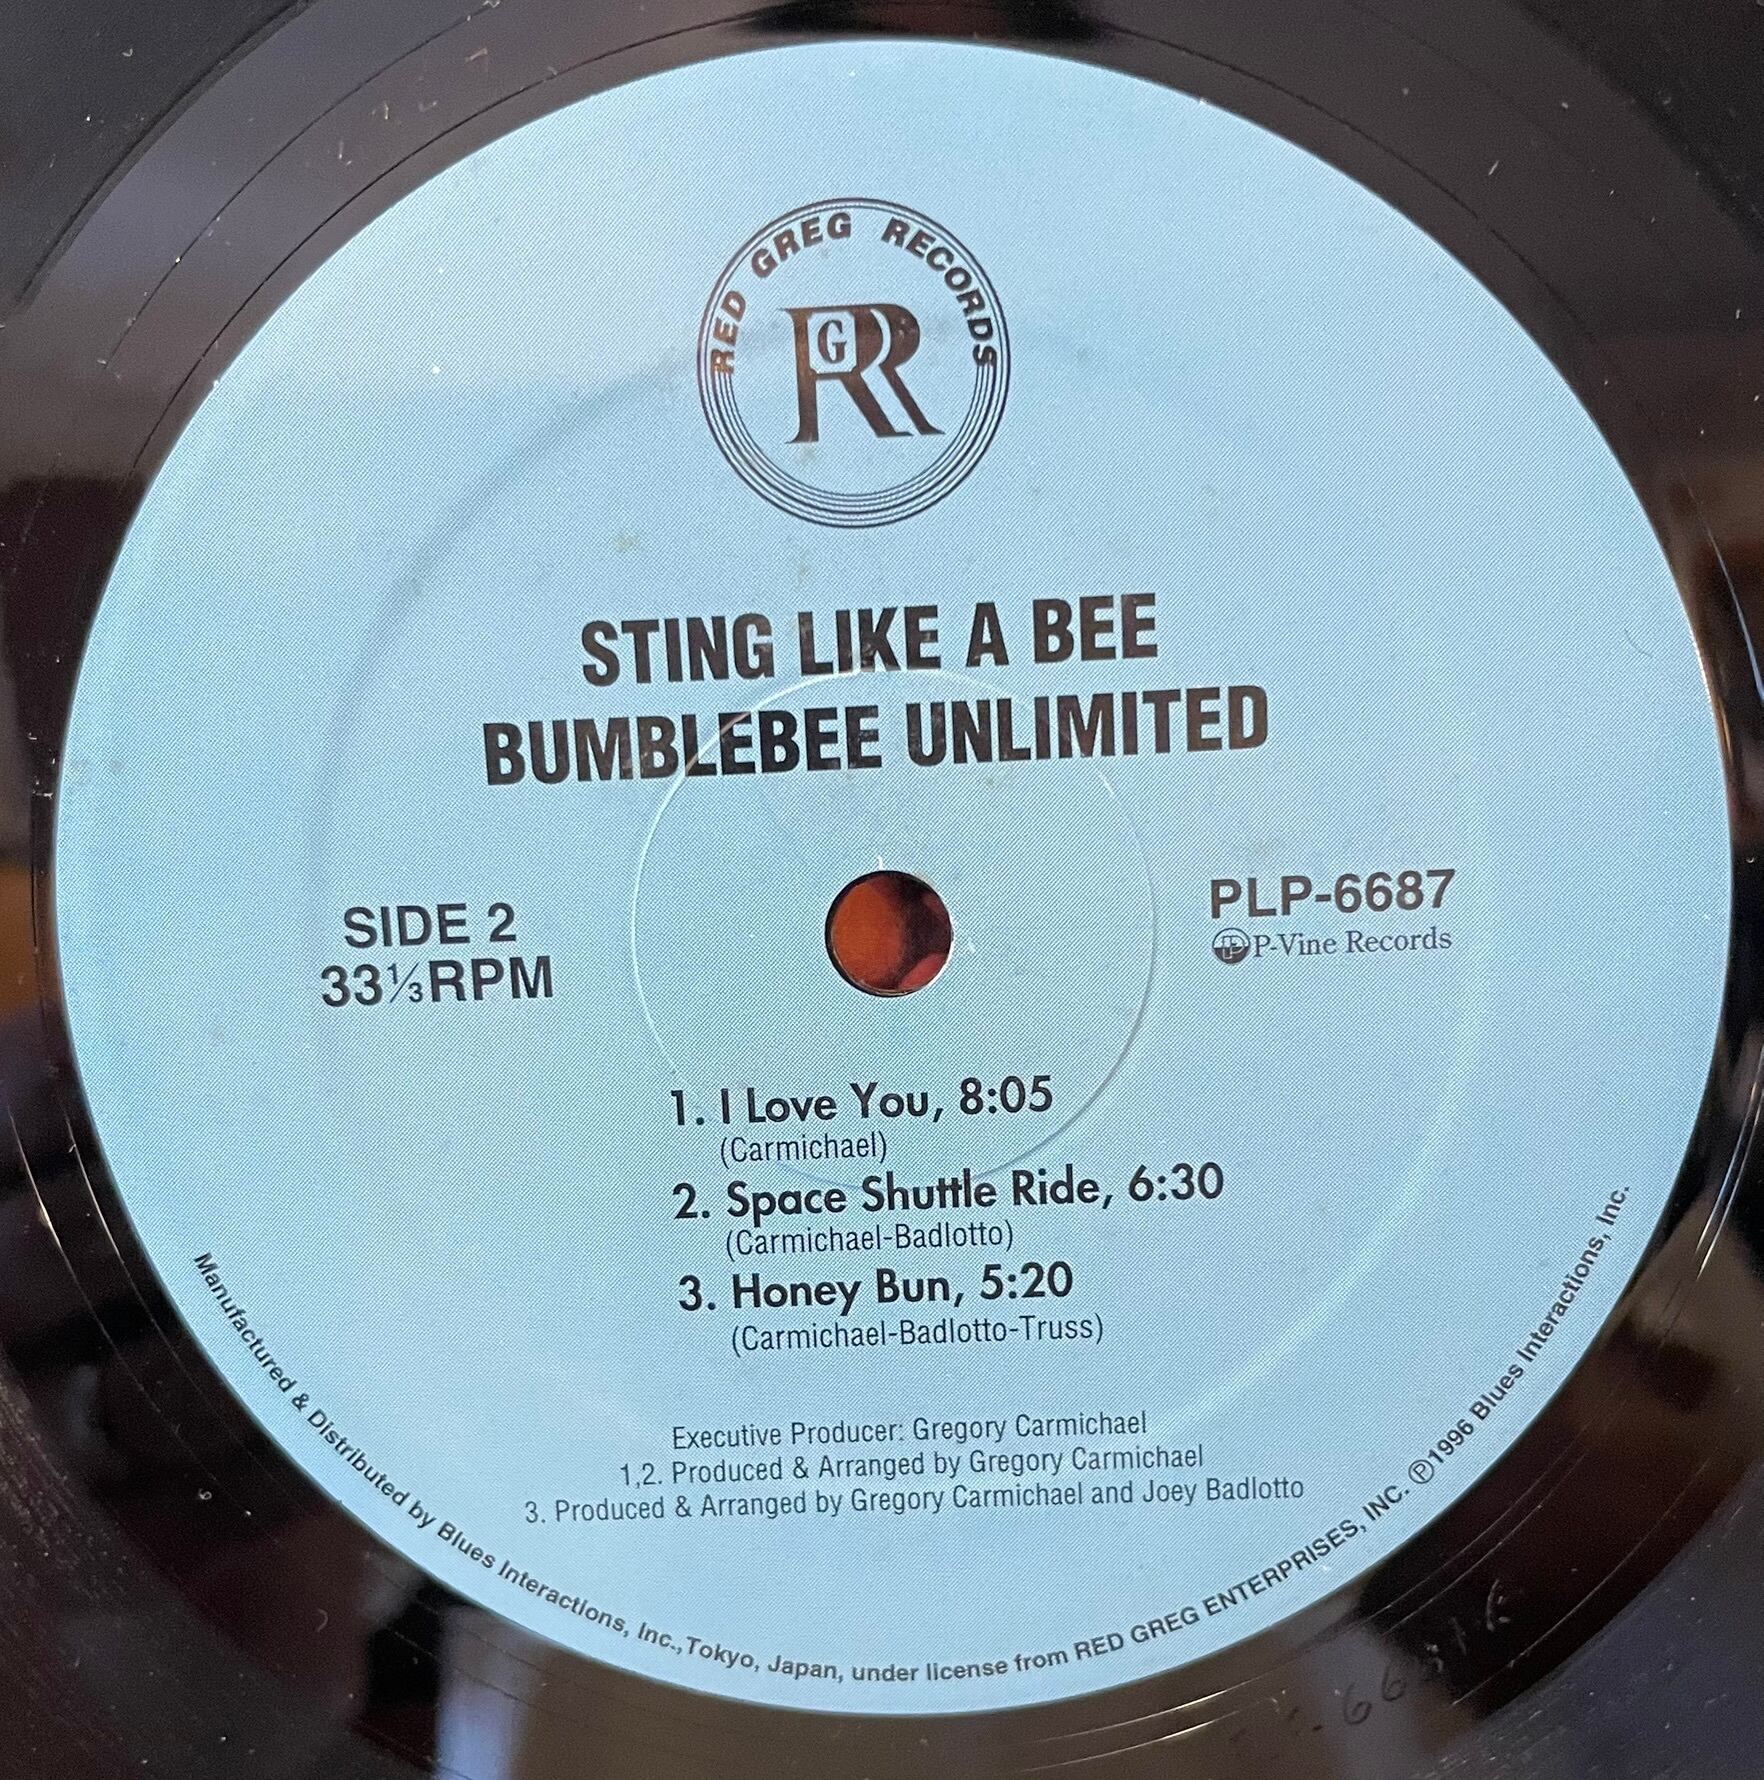 RED GREG RECORDS
RGR
STING LIKE A BEE
BUMBLEBEE UNLIMITED
SIDE 2
33⅓RPM
PLP-6687
P-Vine Records
1. I Love You, 8:05
(Carmichael)
2. Space Shuttle Ride, 6:30
(Carmichael-Badlotto)
3. Honey Bun, 5:20
(Carmichael-Badlotto-Truss)
Executive Producer: Gregory Carmichael
1,2. Produced & Arranged by Gregory Carmichael
3. Produced & Arranged by Gregory Carmichael and Joey Badlotto
Manufactured & Distributed by Blues Interactions, Inc., Tokyo, Japan, under license from RED GREG ENTERPRISES, INC. ℗1996 Blues Interactions, Inc.